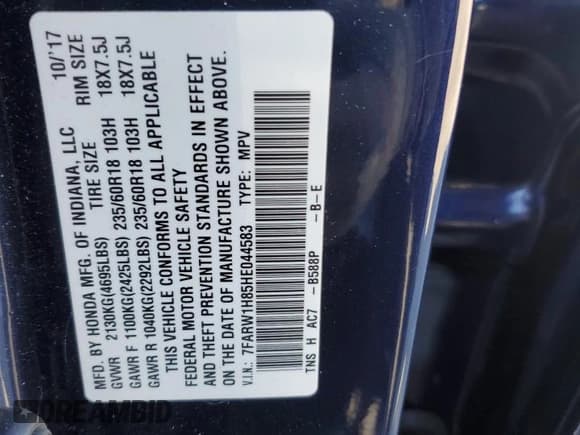 MFD. BY HONDA MFG. OF INDIANA, LLC 10/'17
TIRE SIZE RIM SIZE
GVWR 2130KG(4695LBS)
GAWR F 1100KG(2425LBS) 235/60R18 103H 18X7.5J
GAWR R 1040KG(2292LBS) 235/60R18 103H 18X7.5J
THIS VEHICLE CONFORMS TO ALL APPLICABLE
FEDERAL MOTOR VEHICLE SAFETY
AND THEFT PREVENTION STANDARDS IN EFFECT
ON THE DATE OF MANUFACTURE SHOWN ABOVE.
V.I.N.: 7FARW1H85HE044583 TYPE: MPV
TNS H AC7 -B588P -B-E
DREAMBID